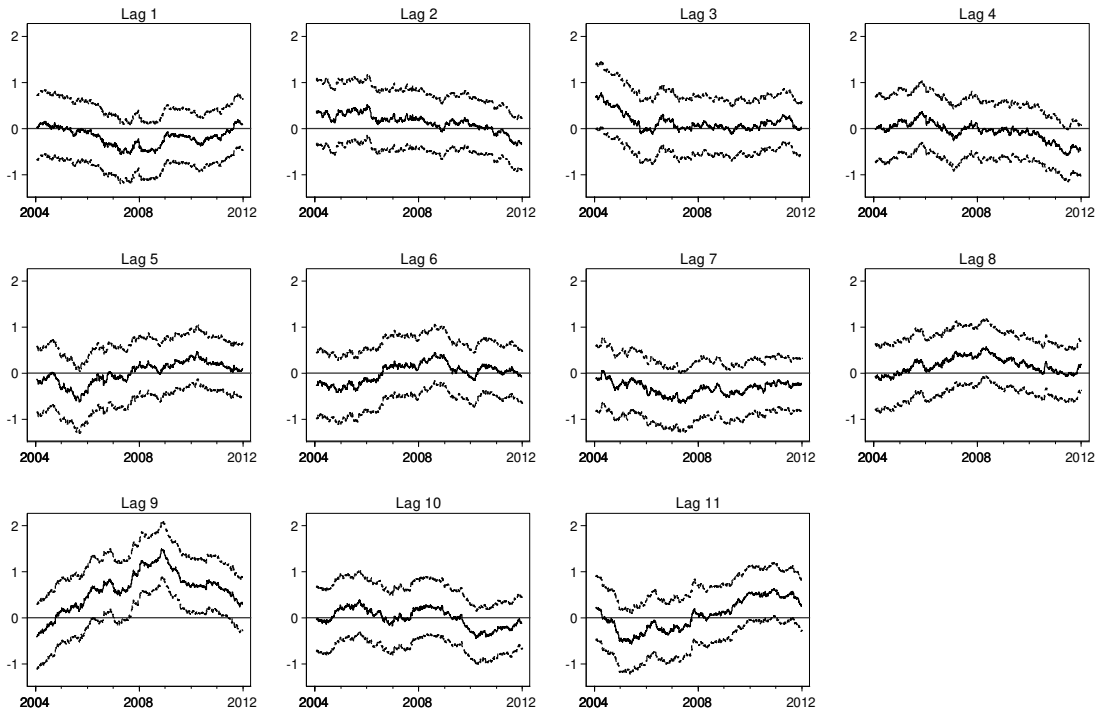 Lag 1 Lag 2 Lag 3 Lag 4
2 2 2 2
1 1 1 1
0 0 0 0
-1 -1 -1 -1
2004 2008 2012 2004 2008 2012 2004 2008 2012 2004 2008 2012
Lag 5 Lag 6 Lag 7 Lag 8
2 2 2 2
1 1 1 1
0 0 0 0
-1 -1 -1 -1
2004 2008 2012 2004 2008 2012 2004 2008 2012 2004 2008 2012
Lag 9 Lag 10 Lag 11
2 2 2
1 1 1
0 0 0
-1 -1 -1
2004 2008 2012 2004 2008 2012 2004 2008 2012